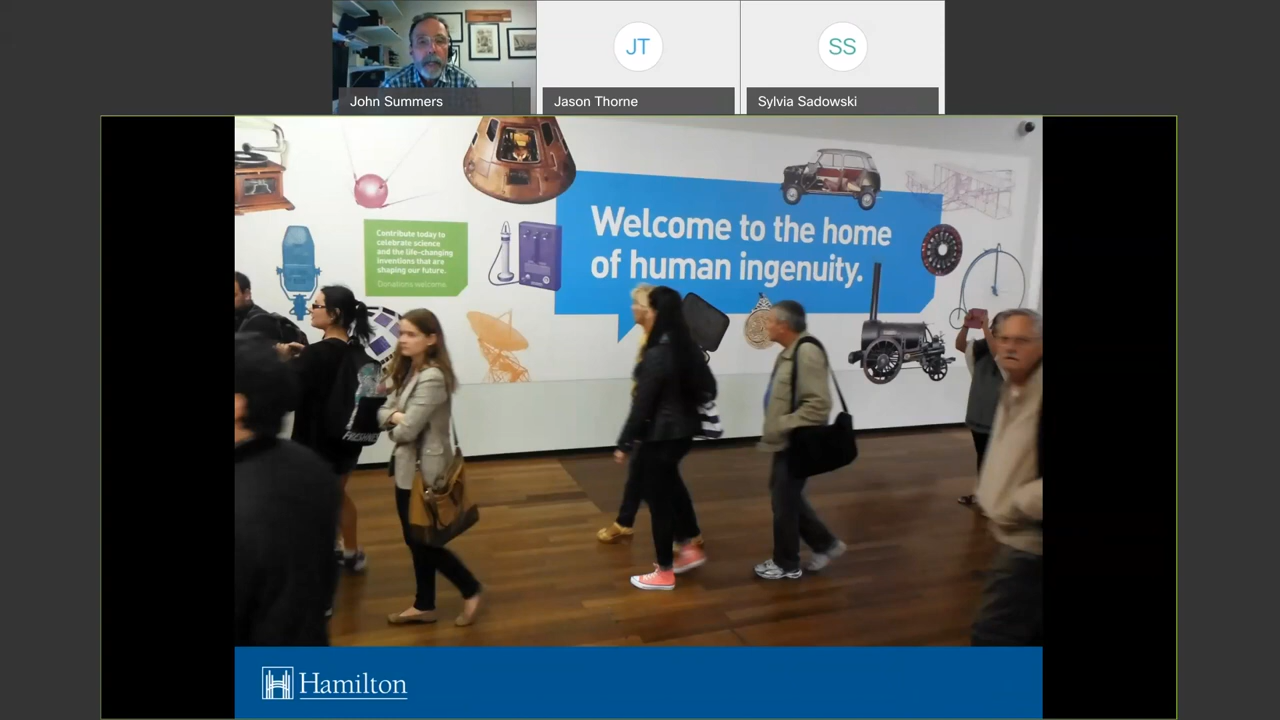 JT
SS
John Summers
Jason Thorne
Sylvia Sadowski
Welcome to the home
of human ingenuity.
Contribute today to
celebrate science
and the life-changing
inventions that are
shaping our future.
Donations welcome
Hamilton